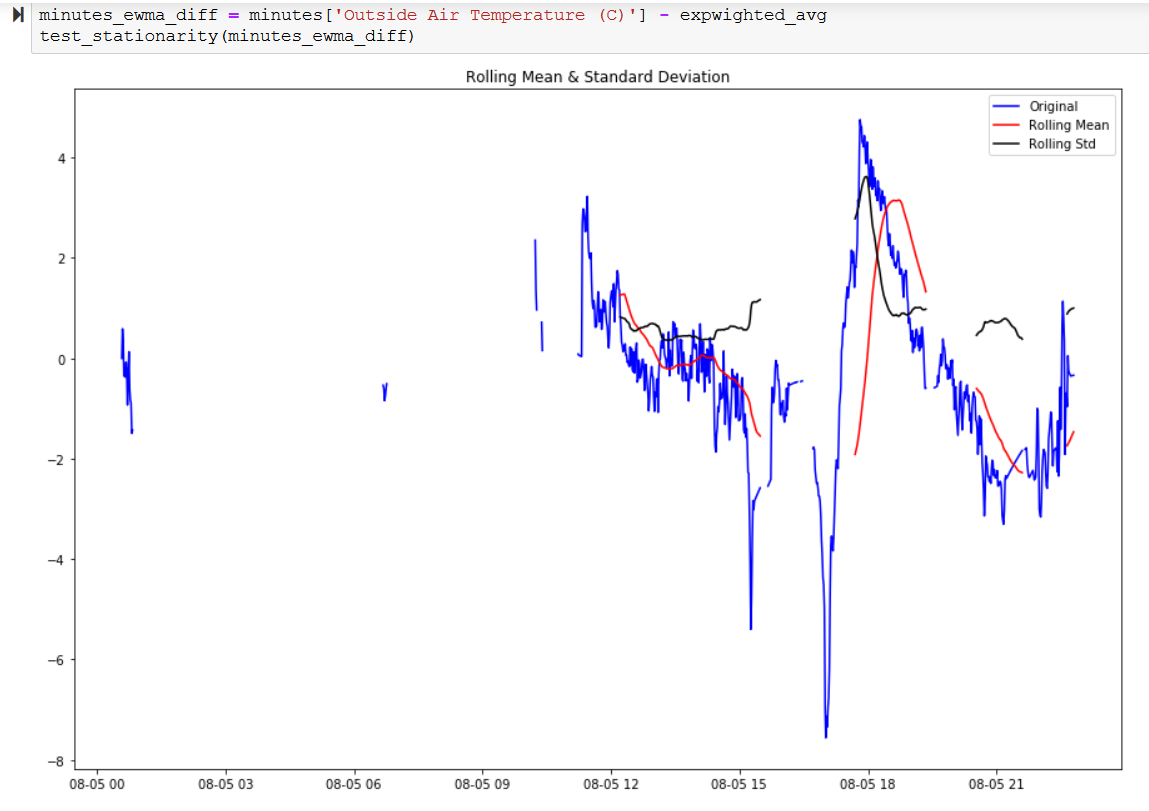 minutes_ewma_diff = minutes['Outside Air Temperature (C)'] - expwighted_avg
test_stationarity(minutes_ewma_diff)
Rolling Mean & Standard Deviation
Original
Rolling Mean
Rolling Std
4
2
0
−2
−4
−6
−8
08-05 00 08-05 03 08-05 06 08-05 09 08-05 12 08-05 15 08-05 18 08-05 21